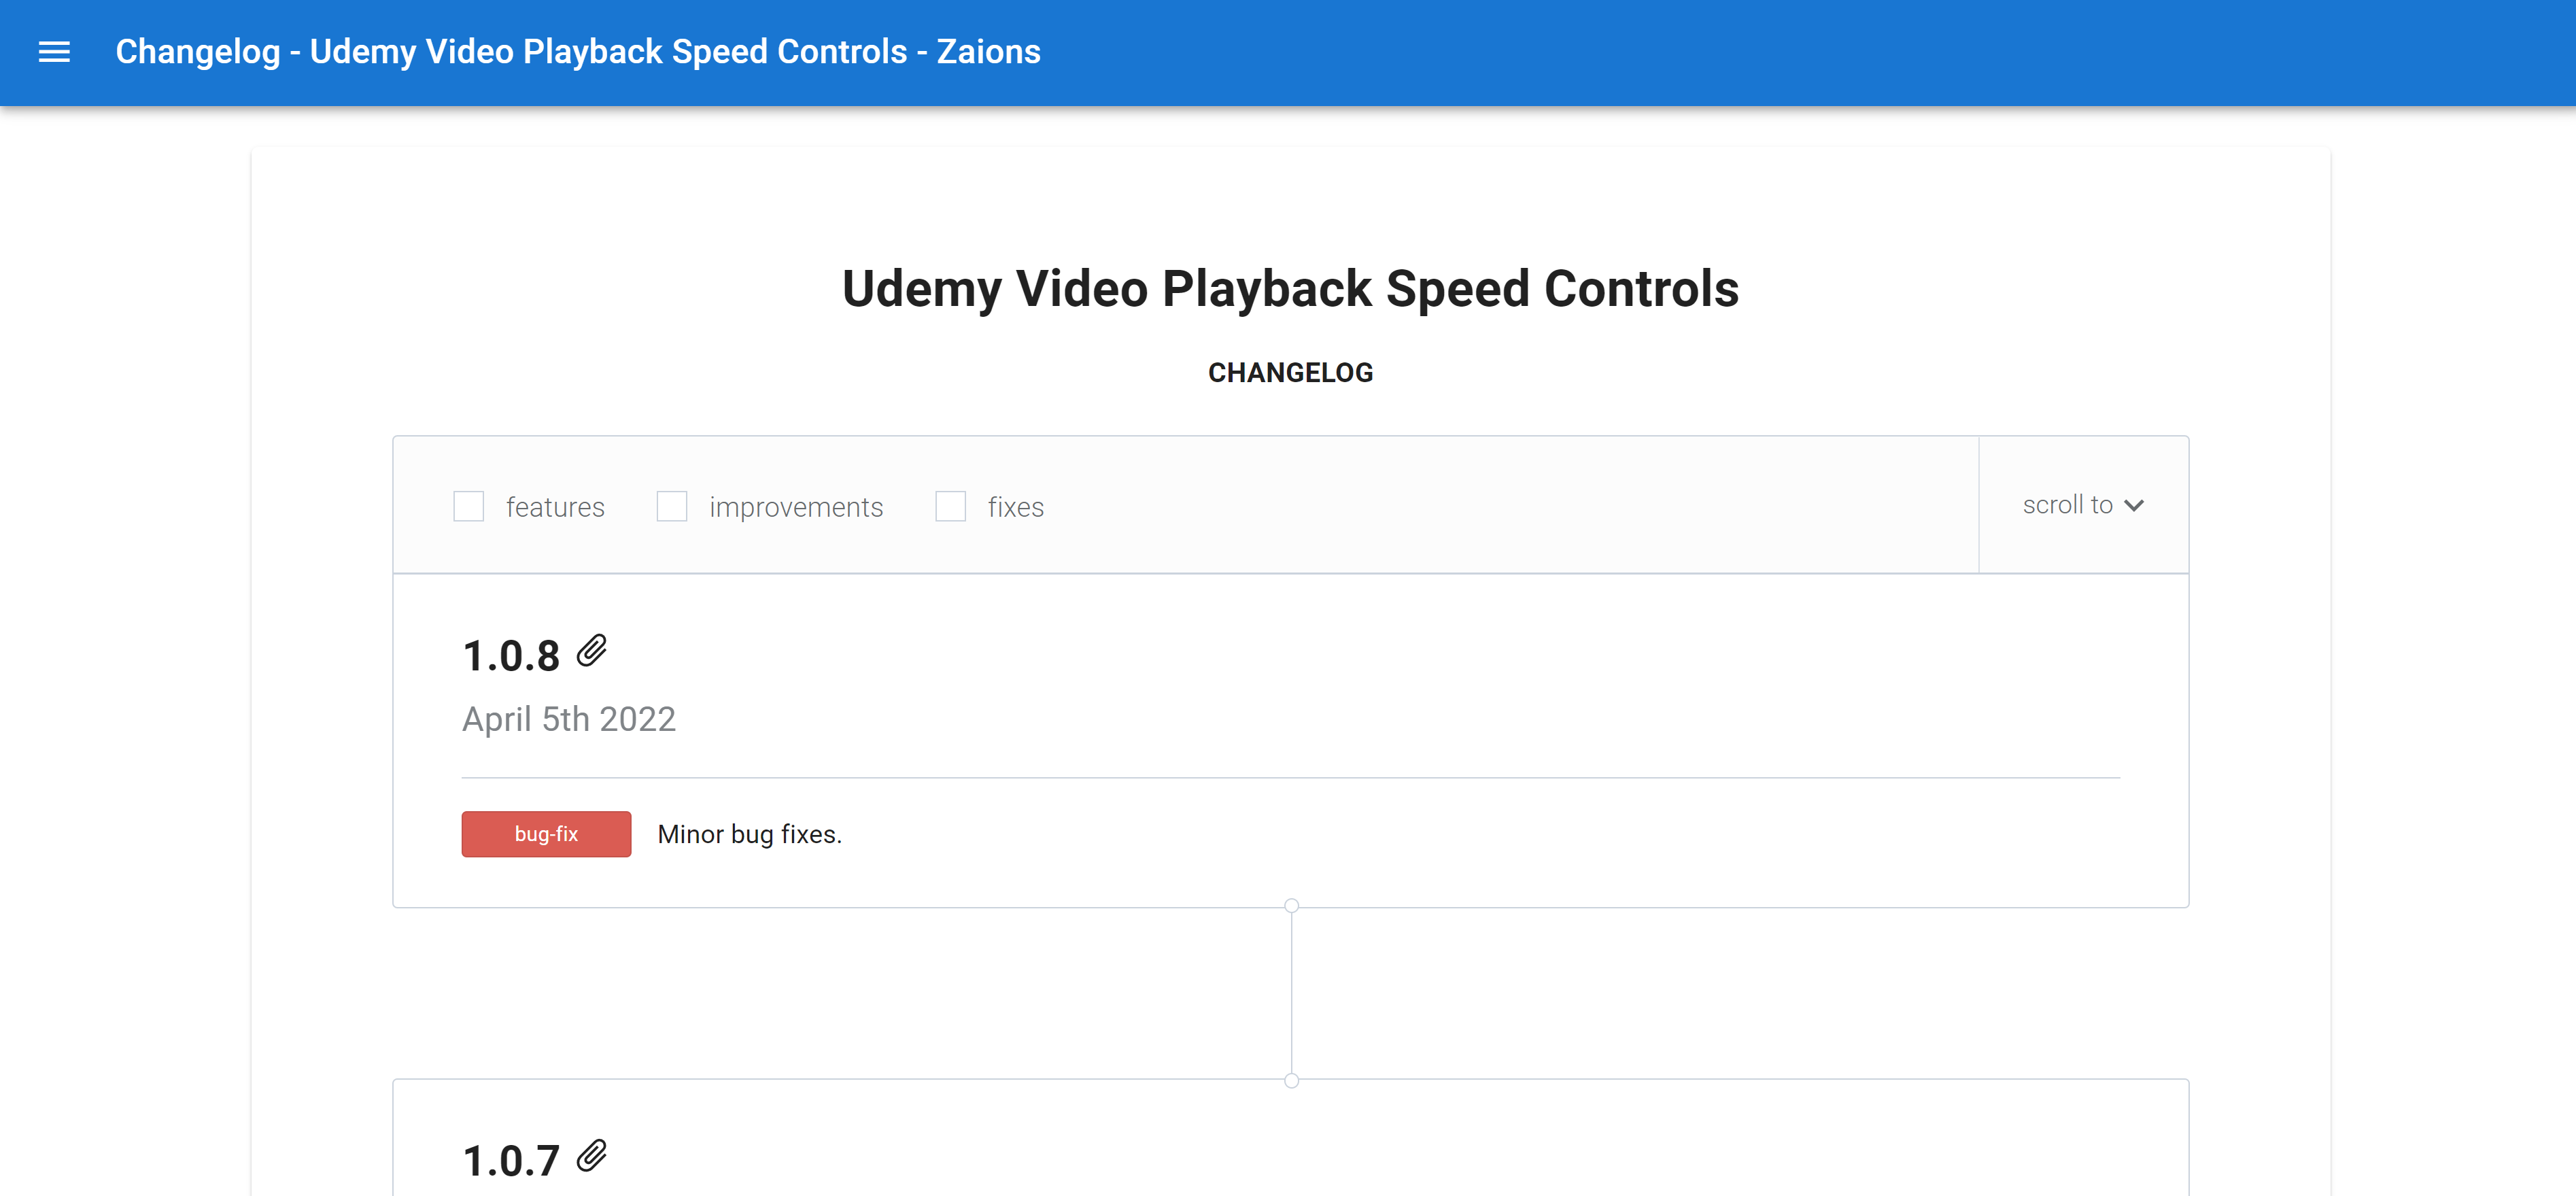 Changelog - Udemy Video Playback Speed Controls - Zaions
Udemy Video Playback Speed Controls
CHANGELOG
features improvements fixes scroll to
1.0.8
April 5th 2022
bug-fix Minor bug fixes.
1.0.7